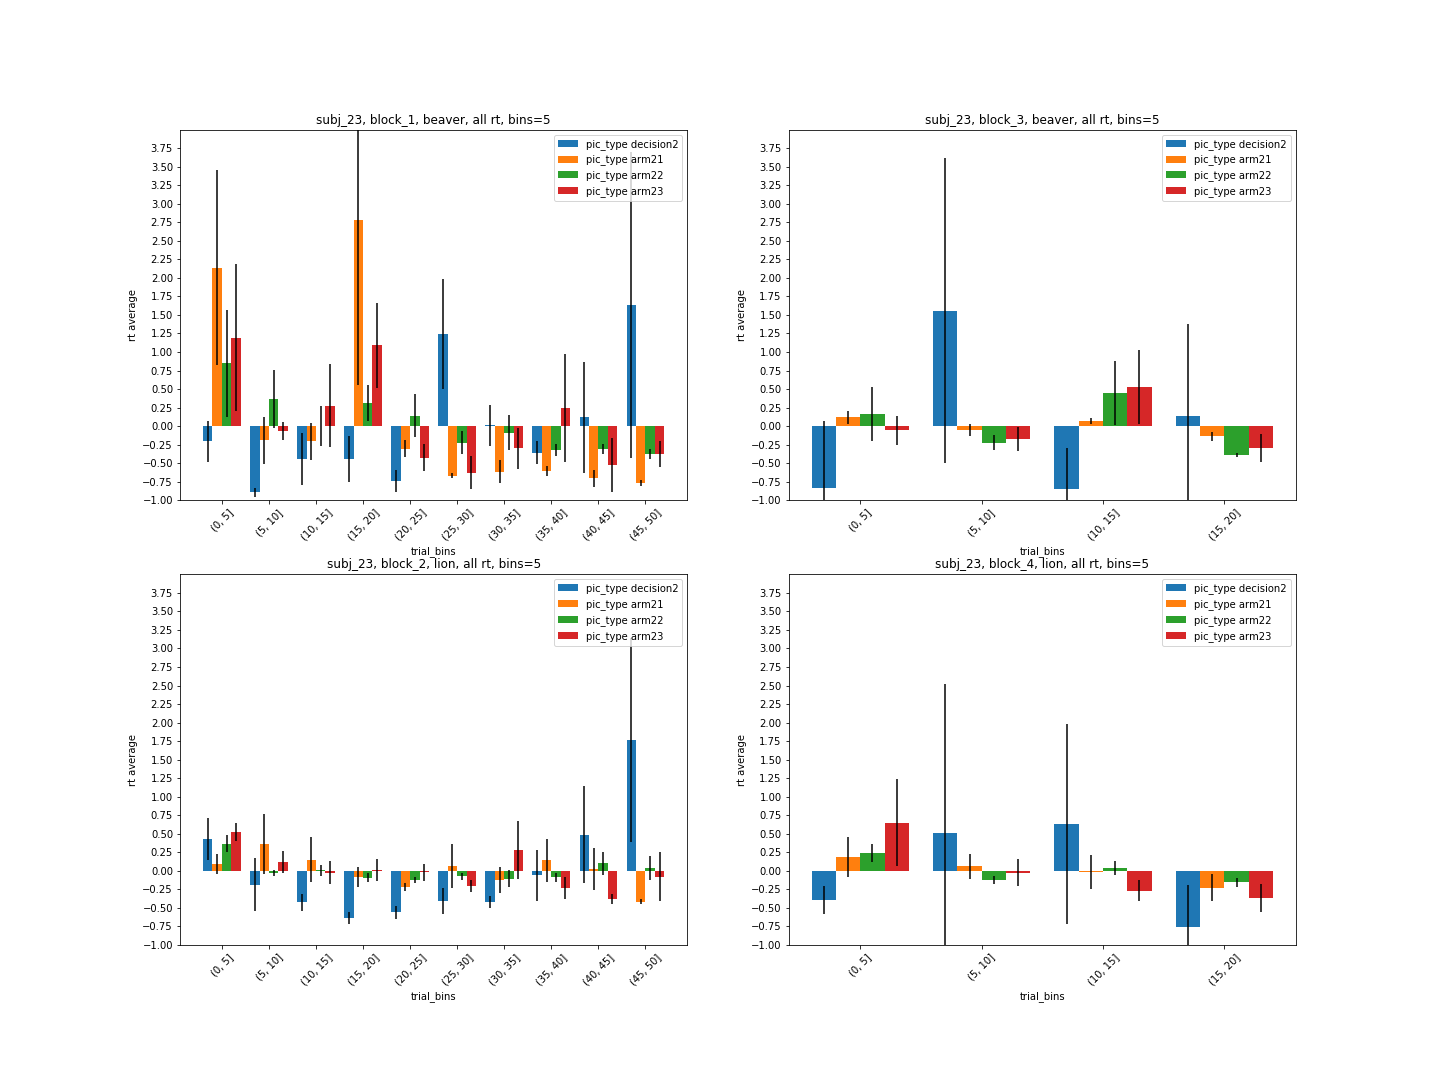 subj_23, block_1, beaver, all rt, bins=5
rt average
3.75
3.50
3.25
3.00
2.75
2.50
2.25
2.00
1.75
1.50
1.25
1.00
0.75
0.50
0.25
0.00
−0.25
−0.50
−0.75
−1.00
pic_type decision2
pic_type arm21
pic_type arm22
pic_type arm23
(0, 5] (5, 10] (10, 15] (15, 20] (20, 25] (25, 30] (30, 35] (35, 40] (40, 45] (45, 50]
trial_bins
subj_23, block_3, beaver, all rt, bins=5
rt average
3.75
3.50
3.25
3.00
2.75
2.50
2.25
2.00
1.75
1.50
1.25
1.00
0.75
0.50
0.25
0.00
−0.25
−0.50
−0.75
−1.00
pic_type decision2
pic_type arm21
pic_type arm22
pic_type arm23
(0, 5] (5, 10] (10, 15] (15, 20]
trial_bins
subj_23, block_2, lion, all rt, bins=5
rt average
3.75
3.50
3.25
3.00
2.75
2.50
2.25
2.00
1.75
1.50
1.25
1.00
0.75
0.50
0.25
0.00
−0.25
−0.50
−0.75
−1.00
pic_type decision2
pic_type arm21
pic_type arm22
pic_type arm23
(0, 5] (5, 10] (10, 15] (15, 20] (20, 25] (25, 30] (30, 35] (35, 40] (40, 45] (45, 50]
trial_bins
subj_23, block_4, lion, all rt, bins=5
rt average
3.75
3.50
3.25
3.00
2.75
2.50
2.25
2.00
1.75
1.50
1.25
1.00
0.75
0.50
0.25
0.00
−0.25
−0.50
−0.75
−1.00
pic_type decision2
pic_type arm21
pic_type arm22
pic_type arm23
(0, 5] (5, 10] (10, 15] (15, 20]
trial_bins